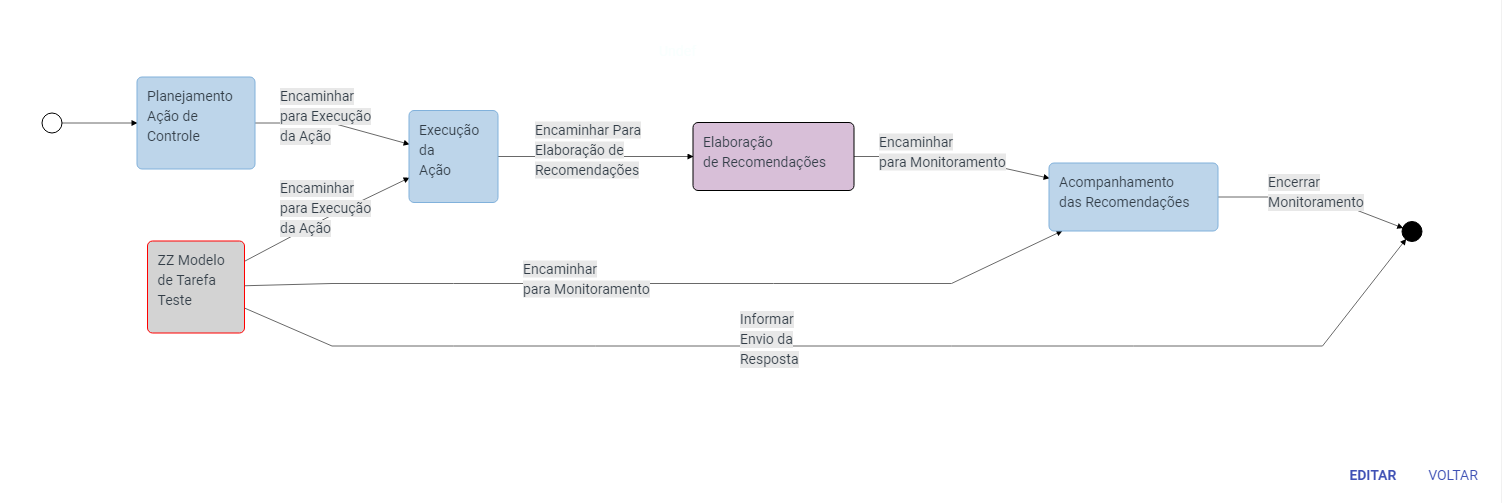 Planejamento
Ação de
Controle
Encaminhar
para Execução
da Ação
Execução
da
Ação
Encaminhar Para
Elaboração de
Recomendações
Elaboração
de Recomendações
Encaminhar
para Monitoramento
Acompanhamento
das Recomendações
Encerrar
Monitoramento
Encaminhar
para Execução
da Ação
ZZ Modelo
de Tarefa
Teste
Encaminhar
para Monitoramento
Informar
Envio da
Resposta
EDITAR VOLTAR